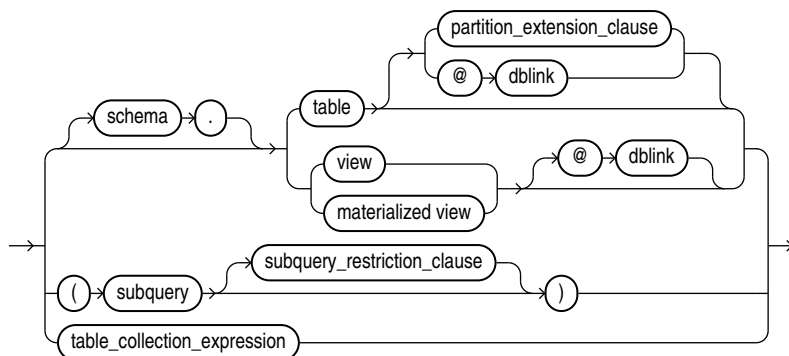 partition_extension_clause
@ dblink
schema . table
view @ dblink
materialized view
( subquery subquery_restriction_clause )
table_collection_expression